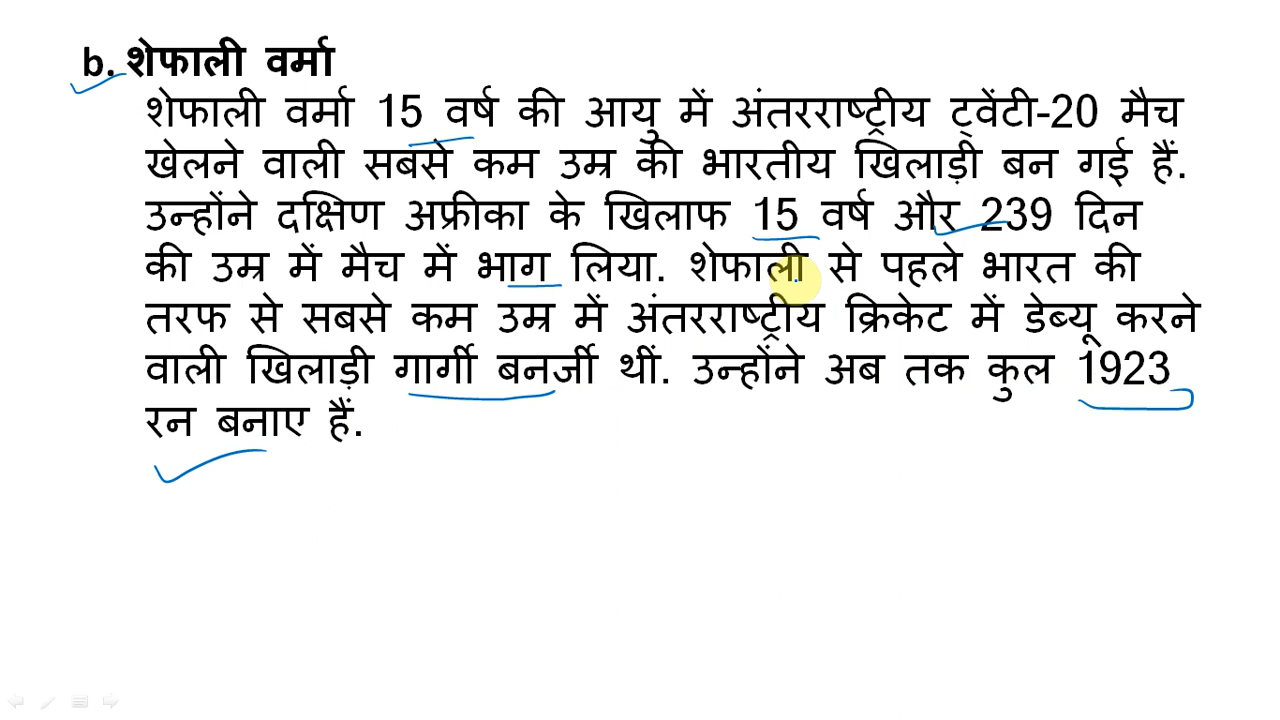 b. शेफाली वर्मा
शेफाली वर्मा 15 वर्ष की आयु में अंतरराष्ट्रीय ट्वेंटी-20 मैच
खेलने वाली सबसे कम उम्र की भारतीय खिलाड़ी बन गई हैं.
उन्होंने दक्षिण अफ्रीका के खिलाफ 15 वर्ष और 239 दिन
की उम्र में मैच में भाग लिया. शेफाली से पहले भारत की
तरफ से सबसे कम उम्र में अंतरराष्ट्रीय क्रिकेट में डेब्यू करने
वाली खिलाड़ी गार्गी बनर्जी थीं. उन्होंने अब तक कुल 1923
रन बनाए हैं.